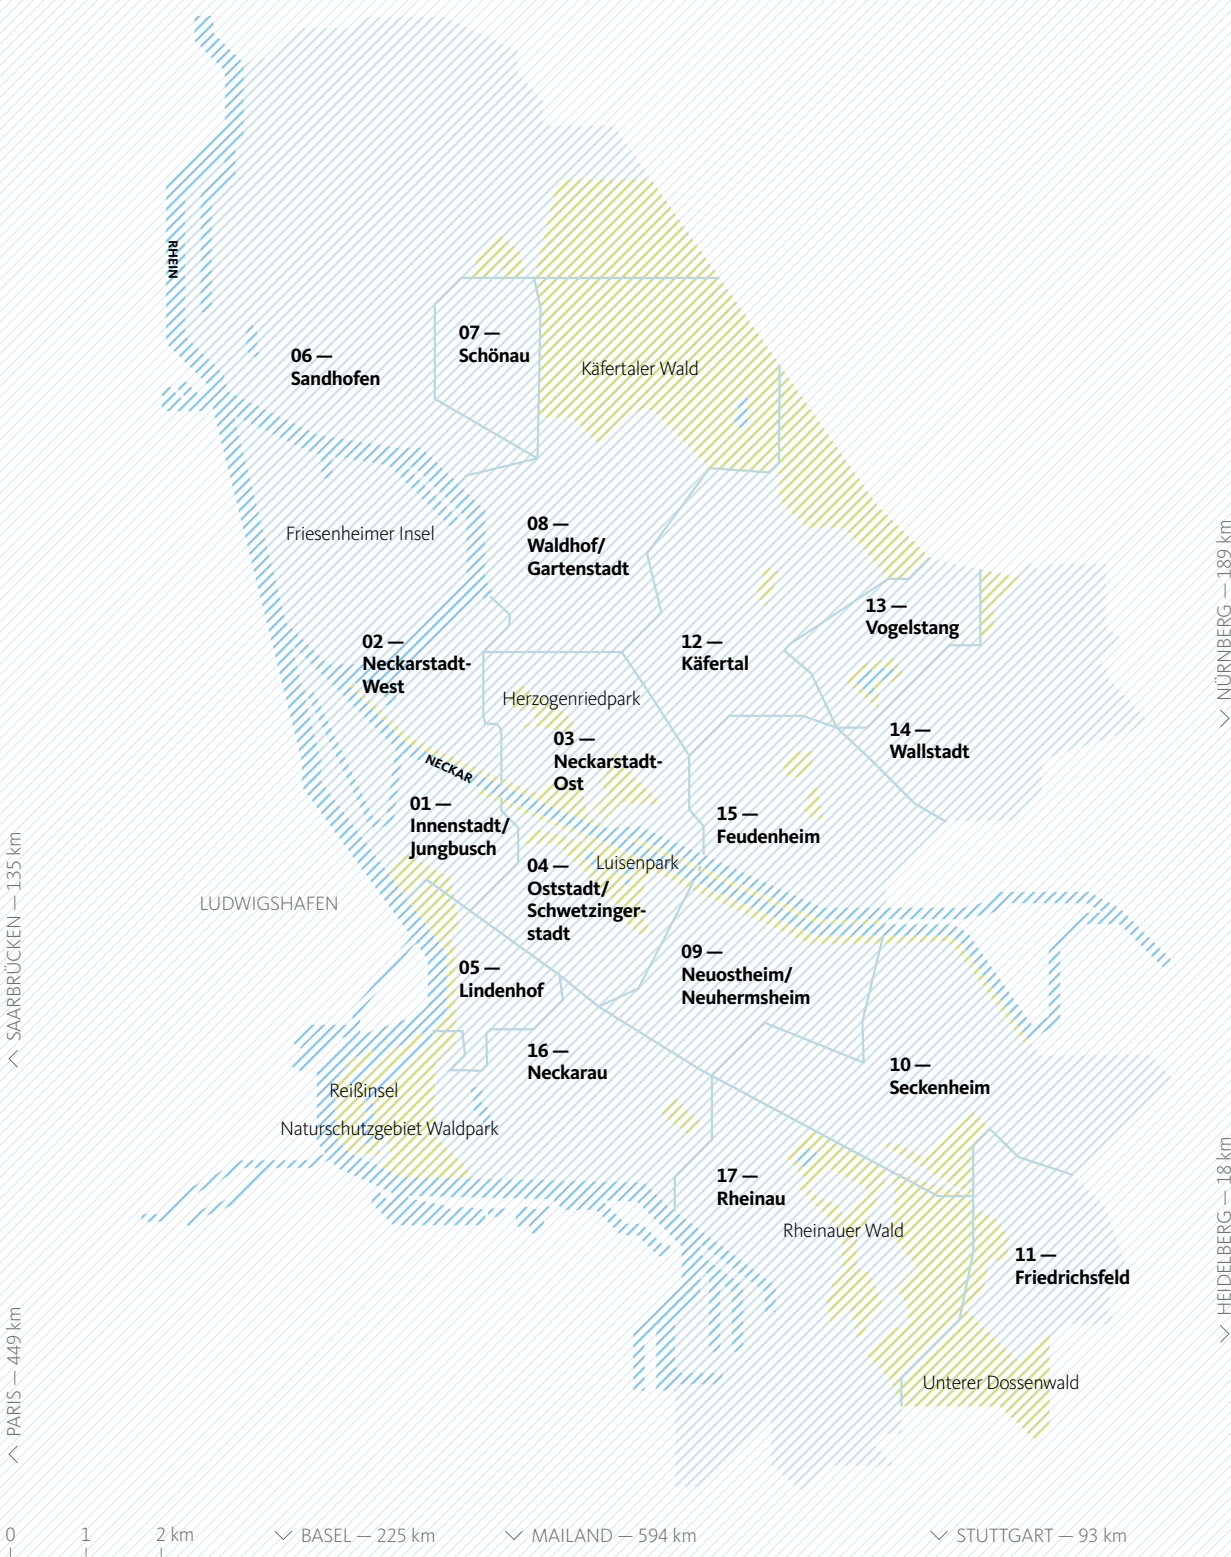 RHEIN
07 —
Schönau
06 —
Sandhofen
Käfertaler Wald
Friesenheimer Insel
08 —
Waldhof/
Gartenstadt
NÜRNBERG — 189 km
13 —
Vogelstang
02 —
Neckarstadt-
West
12 —
Käfertal
Herzogenriedpark
14 —
Wallstadt
03 —
Neckarstadt-
Ost
NECKAR
01 —
Innenstadt/
Jungbusch
15 —
Feudenheim
04 —
Oststadt/
Schwetzinger-
stadt
Luisenpark
SAARBRÜCKEN — 135 km
LUDWIGSHAFEN
05 —
Lindenhof
09 —
Neuostheim/
Neuhermsheim
16 —
Neckarau
10 —
Seckenheim
Reißinsel
Naturschutzgebiet Waldpark
17 —
Rheinau
Rheinauer Wald
HEIDELBERG — 18 km
11 —
Friedrichsfeld
PARIS — 449 km
Unterer Dossenwald
0 1 2 km
BASEL — 225 km
MAILAND — 594 km
STUTTGART — 93 km